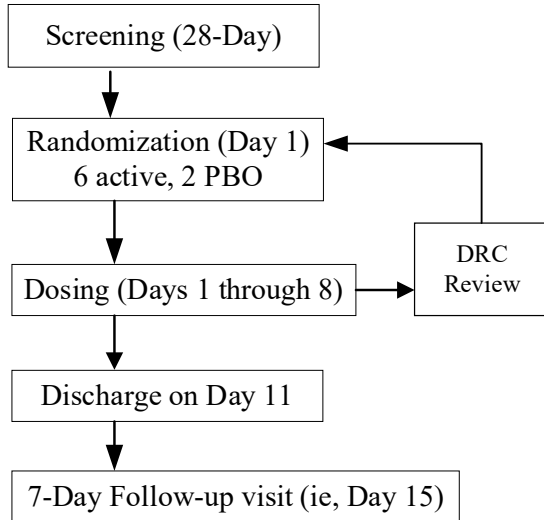 Screening (28-Day)
Randomization (Day 1)
6 active, 2 PBO
DRC
Review
Dosing (Days 1 through 8)
Discharge on Day 11
7-Day Follow-up visit (ie, Day 15)